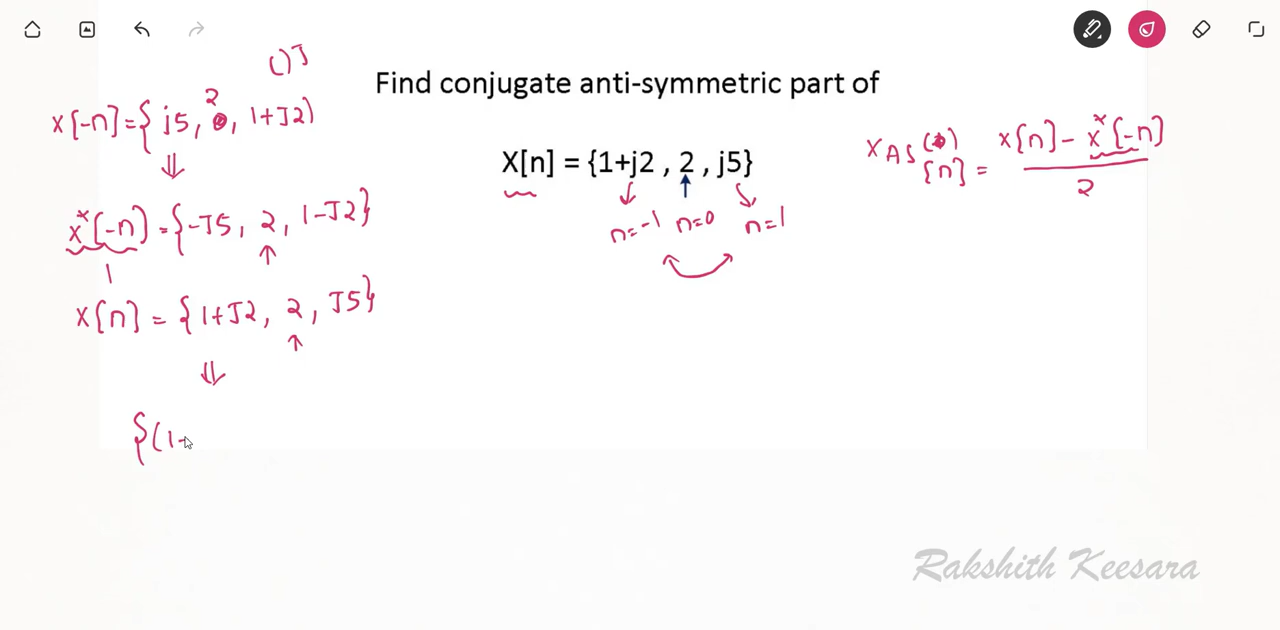 Find conjugate anti-symmetric part of
X[n] = {1+j2 , 2 , j5}
n=-1 n=0 n=1
x[-n] = { j5, 2, 1+J2}
x*[-n] = {-J5, 2, 1-J2}
x[n] = {1+J2, 2, J5}
{(1-
xAS[n] = x[n] - x*[-n]
2
Rakshith Keesara